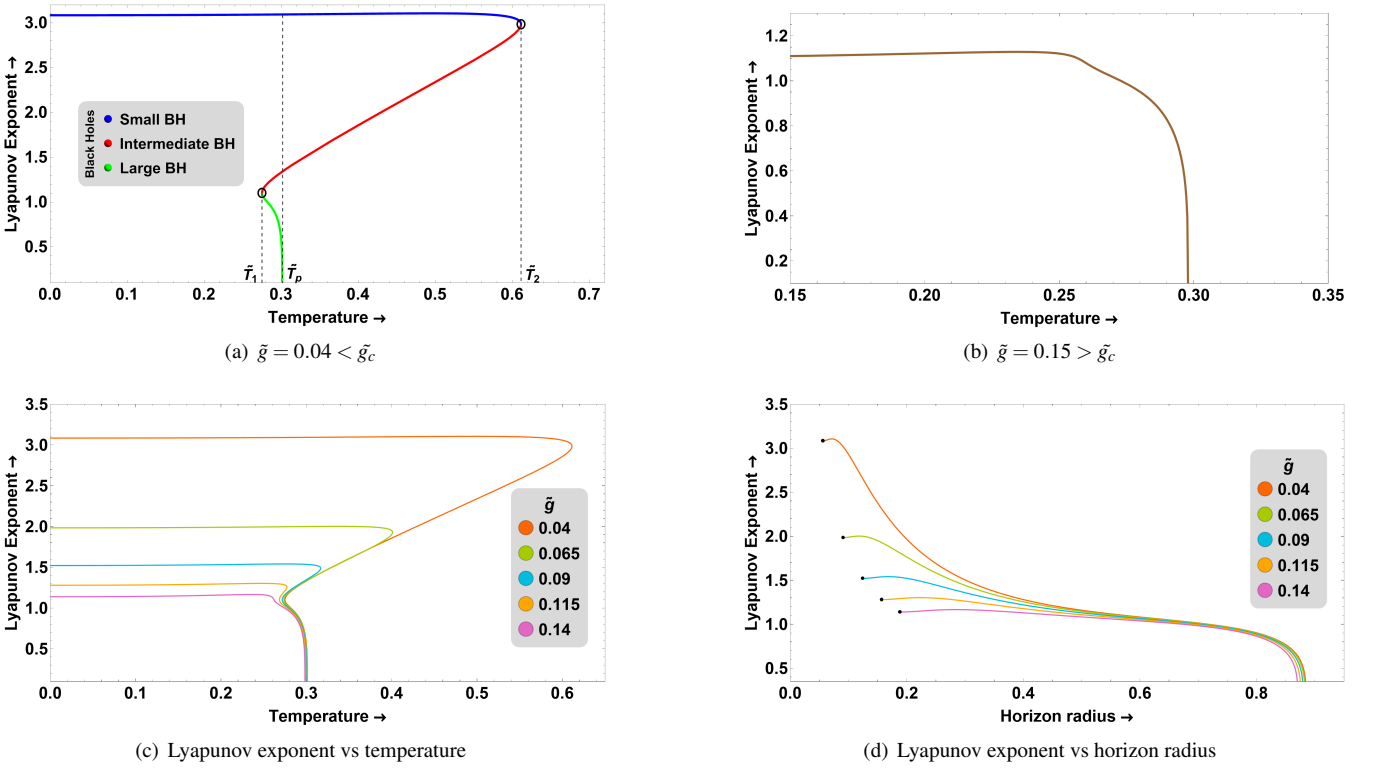 3.0
2.5
2.0
1.5
1.0
0.5
Lyapunov Exponent →
Black Holes
Small BH
Intermediate BH
Large BH
T̃₁
T̃ₚ
T̃₂
0.0 0.1 0.2 0.3 0.4 0.5 0.6 0.7
Temperature →
(a) g̃ = 0.04 < g̃_c
1.2
1.0
0.8
0.6
0.4
0.2
Lyapunov Exponent →
0.15 0.20 0.25 0.30 0.35
Temperature →
(b) g̃ = 0.15 > g̃_c
3.5
3.0
2.5
2.0
1.5
1.0
0.5
Lyapunov Exponent →
g̃
0.04
0.065
0.09
0.115
0.14
0.0 0.1 0.2 0.3 0.4 0.5 0.6
Temperature →
(c) Lyapunov exponent vs temperature
3.5
3.0
2.5
2.0
1.5
1.0
0.5
Lyapunov Exponent →
g̃
0.04
0.065
0.09
0.115
0.14
0.0 0.2 0.4 0.6 0.8
Horizon radius →
(d) Lyapunov exponent vs horizon radius